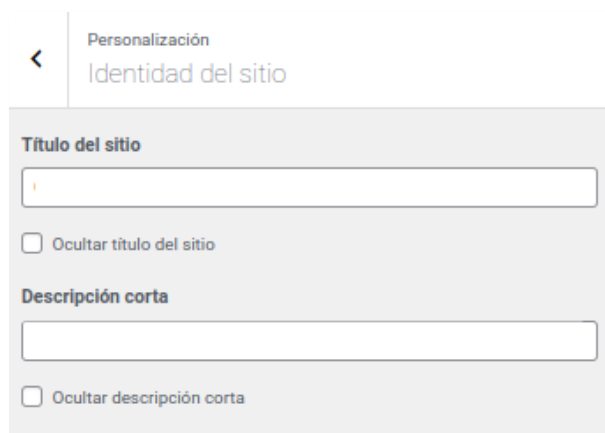 Personalización
Identidad del sitio
Título del sitio
Ocultar título del sitio
Descripción corta
Ocultar descripción corta